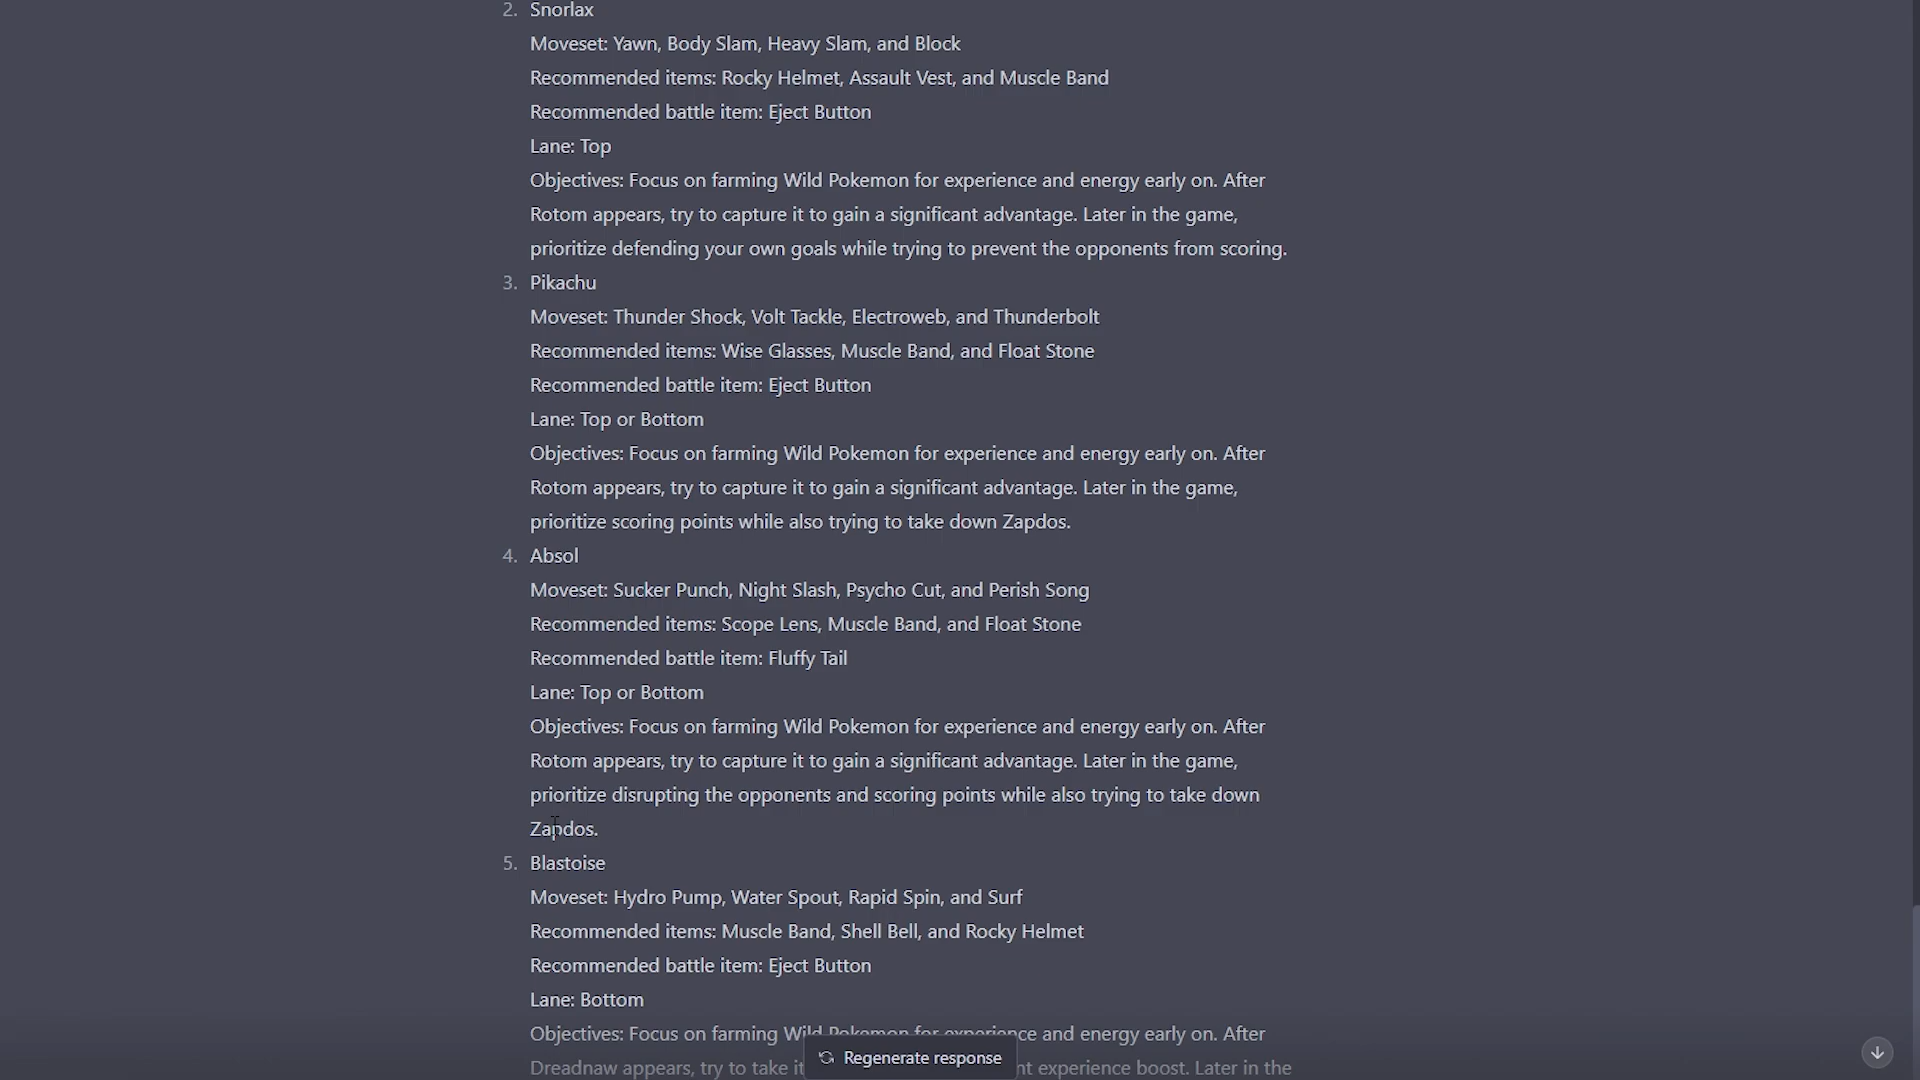 2. Snorlax
Moveset: Yawn, Body Slam, Heavy Slam, and Block
Recommended items: Rocky Helmet, Assault Vest, and Muscle Band
Recommended battle item: Eject Button
Lane: Top
Objectives: Focus on farming Wild Pokemon for experience and energy early on. After
Rotom appears, try to capture it to gain a significant advantage. Later in the game,
prioritize defending your own goals while trying to prevent the opponents from scoring.
3. Pikachu
Moveset: Thunder Shock, Volt Tackle, Electroweb, and Thunderbolt
Recommended items: Wise Glasses, Muscle Band, and Float Stone
Recommended battle item: Eject Button
Lane: Top or Bottom
Objectives: Focus on farming Wild Pokemon for experience and energy early on. After
Rotom appears, try to capture it to gain a significant advantage. Later in the game,
prioritize scoring points while also trying to take down Zapdos.
4. Absol
Moveset: Sucker Punch, Night Slash, Psycho Cut, and Perish Song
Recommended items: Scope Lens, Muscle Band, and Float Stone
Recommended battle item: Fluffy Tail
Lane: Top or Bottom
Objectives: Focus on farming Wild Pokemon for experience and energy early on. After
Rotom appears, try to capture it to gain a significant advantage. Later in the game,
prioritize disrupting the opponents and scoring points while also trying to take down
Zapdos.
5. Blastoise
Moveset: Hydro Pump, Water Spout, Rapid Spin, and Surf
Recommended items: Muscle Band, Shell Bell, and Rocky Helmet
Recommended battle item: Eject Button
Lane: Bottom
Objectives: Focus on farming Wild Pokemon for experience and energy early on. After
Dreadnaw appears, try to take it experience boost. Later in the
Regenerate response